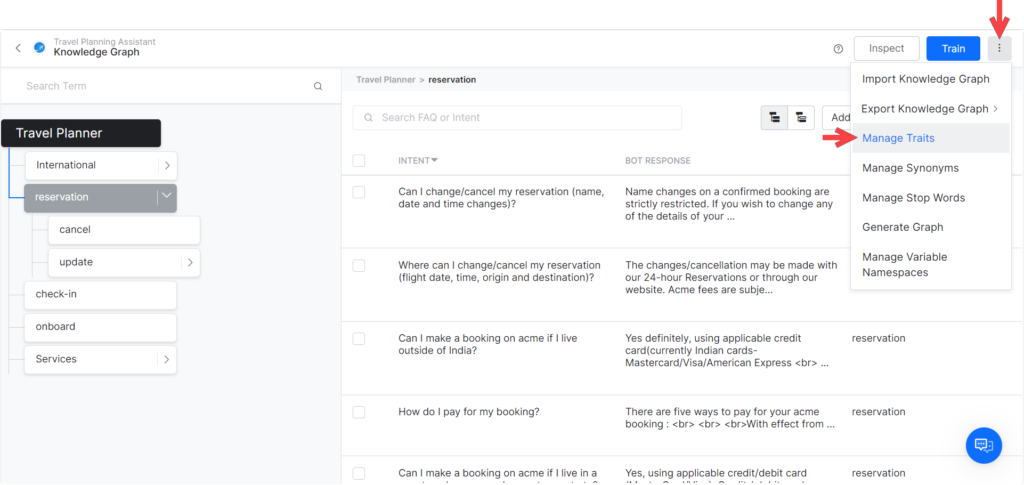 Travel Planning Assistant
Knowledge Graph
Inspect
Train
Search Term
Travel Planner
International
reservation
cancel
update
check-in
onboard
Services
Travel Planner > reservation
Search FAQ or Intent
Add
INTENT
BOT RESPONSE
Can I change/cancel my reservation (name,
date and time changes)?
Name changes on a confirmed booking are
strictly restricted. If you wish to change any
of the details of your ...
Where can I change/cancel my reservation
(flight date, time, origin and destination)?
The changes/cancellation may be made with
our 24-hour Reservations or through our
website. Acme fees are subje...
Can I make a booking on acme if I live
outside of India?
Yes definitely, using applicable credit
card(currently Indian cards-
Mastercard/Visa/American Express <br> ...
reservation
How do I pay for my booking?
There are five ways to pay for your acme
booking : <br> <br> <br>With effect from ...
reservation
Can I make a booking on acme if I live in a
Yes, using applicable credit/debit card
reservation
Import Knowledge Graph
Export Knowledge Graph >
Manage Traits
Manage Synonyms
Manage Stop Words
Generate Graph
Manage Variable
Namespaces